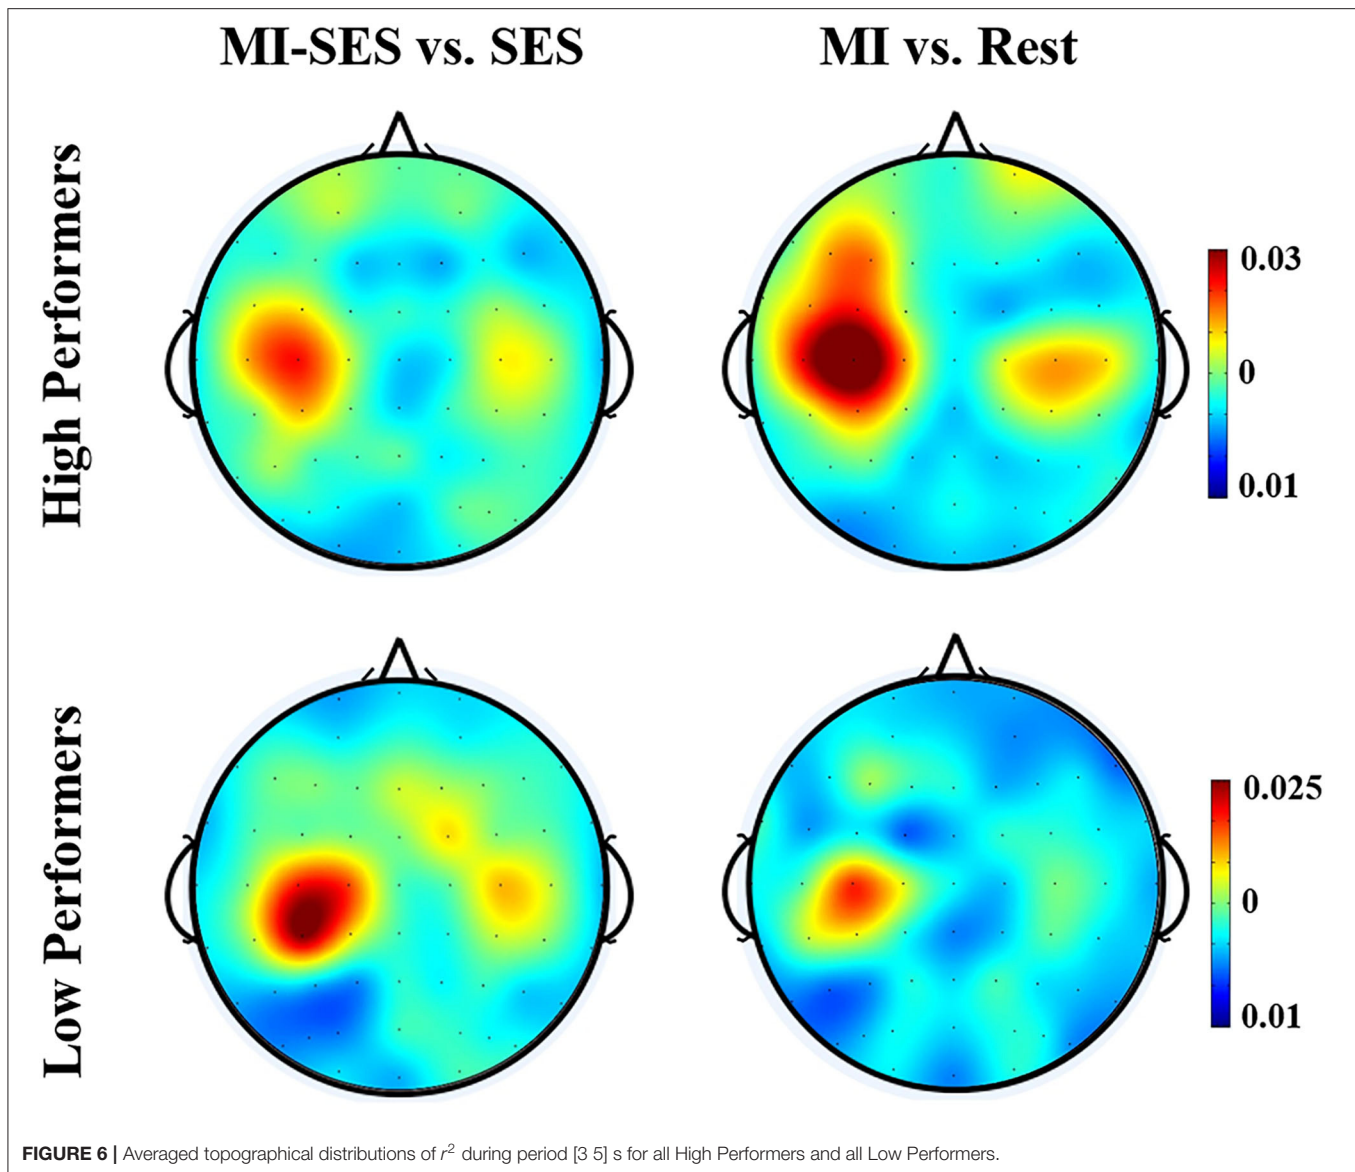 MI-SES vs. SES
MI vs. Rest
High Performers
0.03
0
0.01
Low Performers
0.025
0
0.01
FIGURE 6 | Averaged topographical distributions of r² during period [3 5] s for all High Performers and all Low Performers.